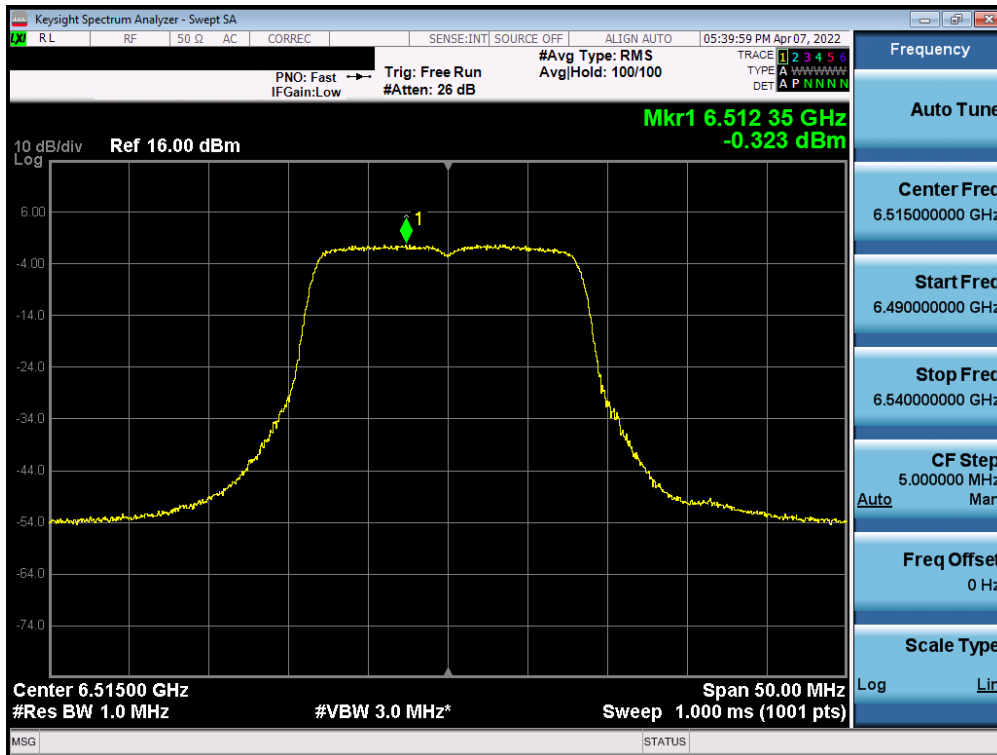 Keysight Spectrum Analyzer - Swept SA
LXI RL RF 50 Ω AC CORREC SENSE:INT SOURCE OFF ALIGN AUTO 05:39:59 PM Apr 07, 2022
PNO: Fast
IFGain:Low
Trig: Free Run
#Atten: 26 dB
#Avg Type: RMS
Avg|Hold: 100/100
TRACE 1 2 3 4 5 6
TYPE A WWWWW
DET A P N N N N
Mkr1 6.512 35 GHz
-0.323 dBm
10 dB/div Ref 16.00 dBm
Log
1
6.00
-4.00
-14.0
-24.0
-34.0
-44.0
-54.0
-64.0
-74.0
Center 6.51500 GHz Span 50.00 MHz
#Res BW 1.0 MHz #VBW 3.0 MHz* Sweep 1.000 ms (1001 pts)
MSG STATUS
Frequency
Auto Tune
Center Freq
6.515000000 GHz
Start Freq
6.490000000 GHz
Stop Freq
6.540000000 GHz
CF Step
5.000000 MHz
Auto Man
Freq Offset
0 Hz
Scale Type
Log Lin